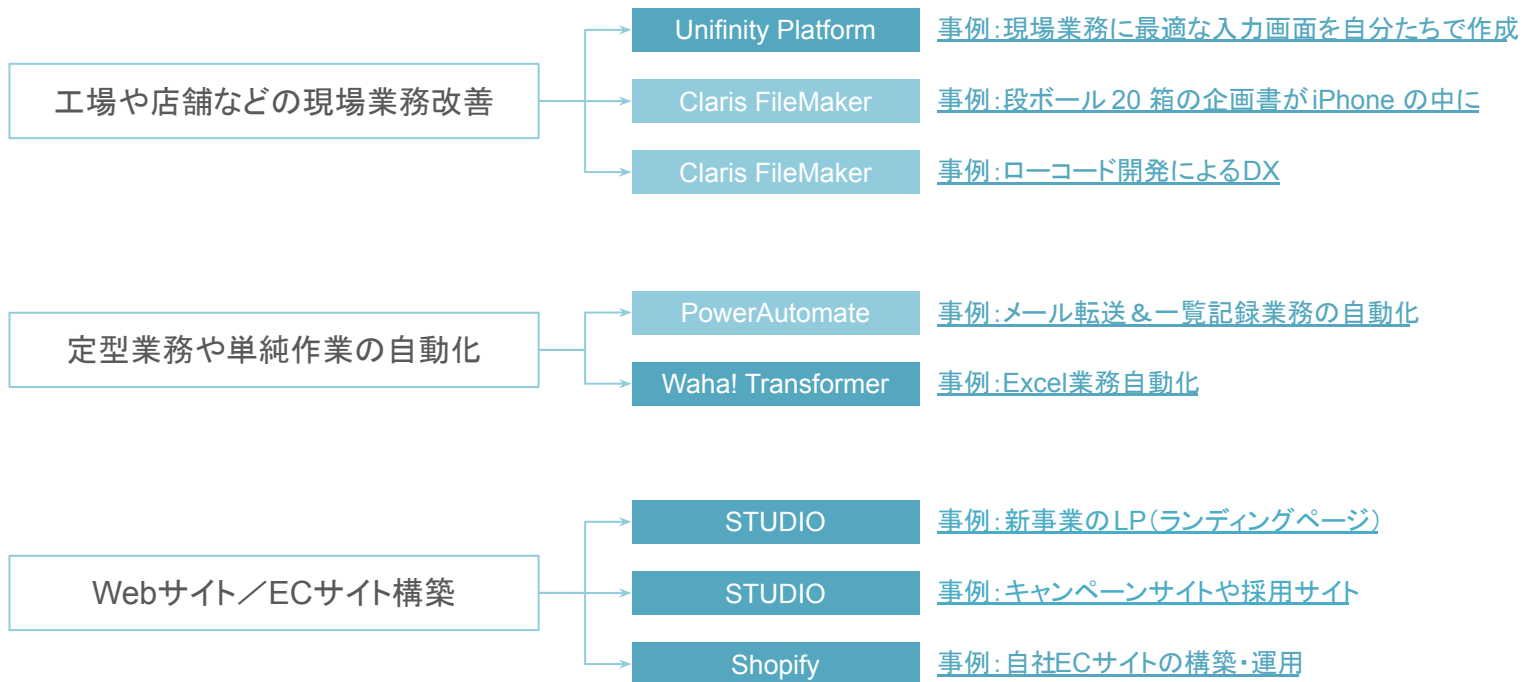 工場や店舗などの現場業務改善
Unifinity Platform
事例：現場業務に最適な入力画面を自分たちで作成
Claris FileMaker
事例：段ボール 20 箱の企画書が iPhone の中に
Claris FileMaker
事例：ローコード開発によるDX
定型業務や単純作業の自動化
PowerAutomate
事例：メール転送＆一覧記録業務の自動化
Waha! Transformer
事例：Excel業務自動化
Webサイト／ECサイト構築
STUDIO
事例：新事業のLP（ランディングページ）
STUDIO
事例：キャンペーンサイトや採用サイト
Shopify
事例：自社ECサイトの構築・運用